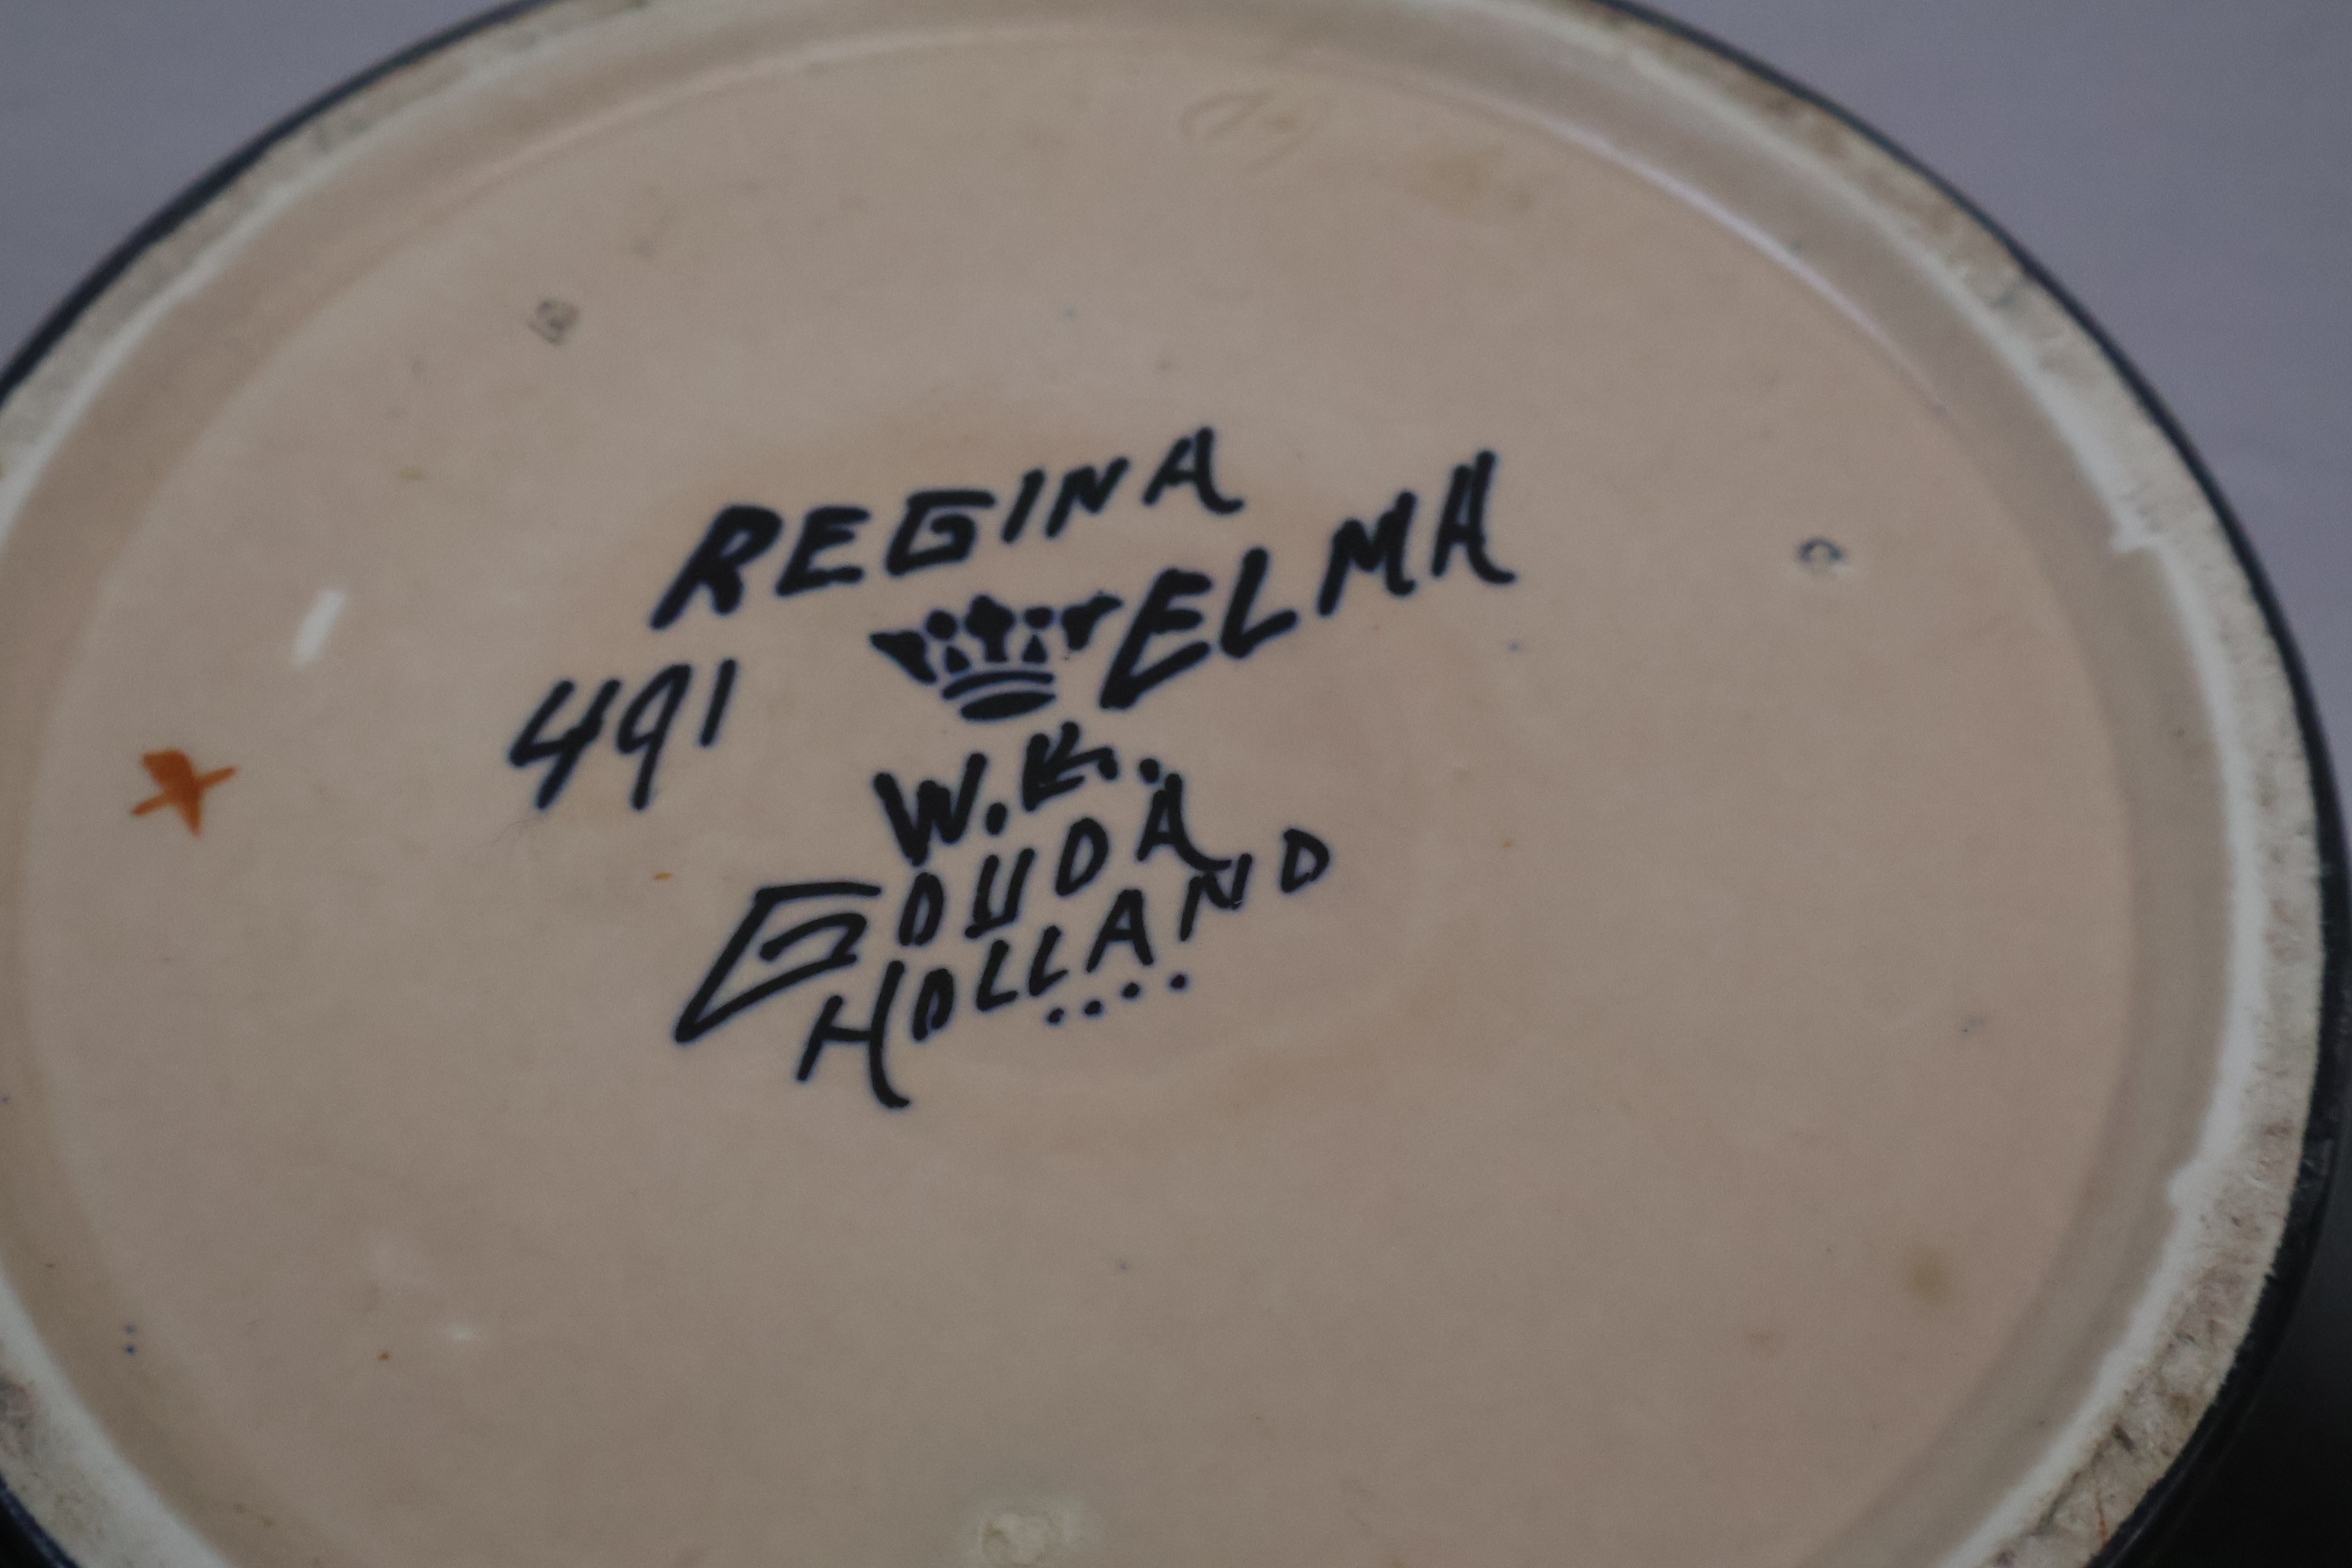 REGINA
491 ELMA
W.B.
GOUDA
HOLLAND